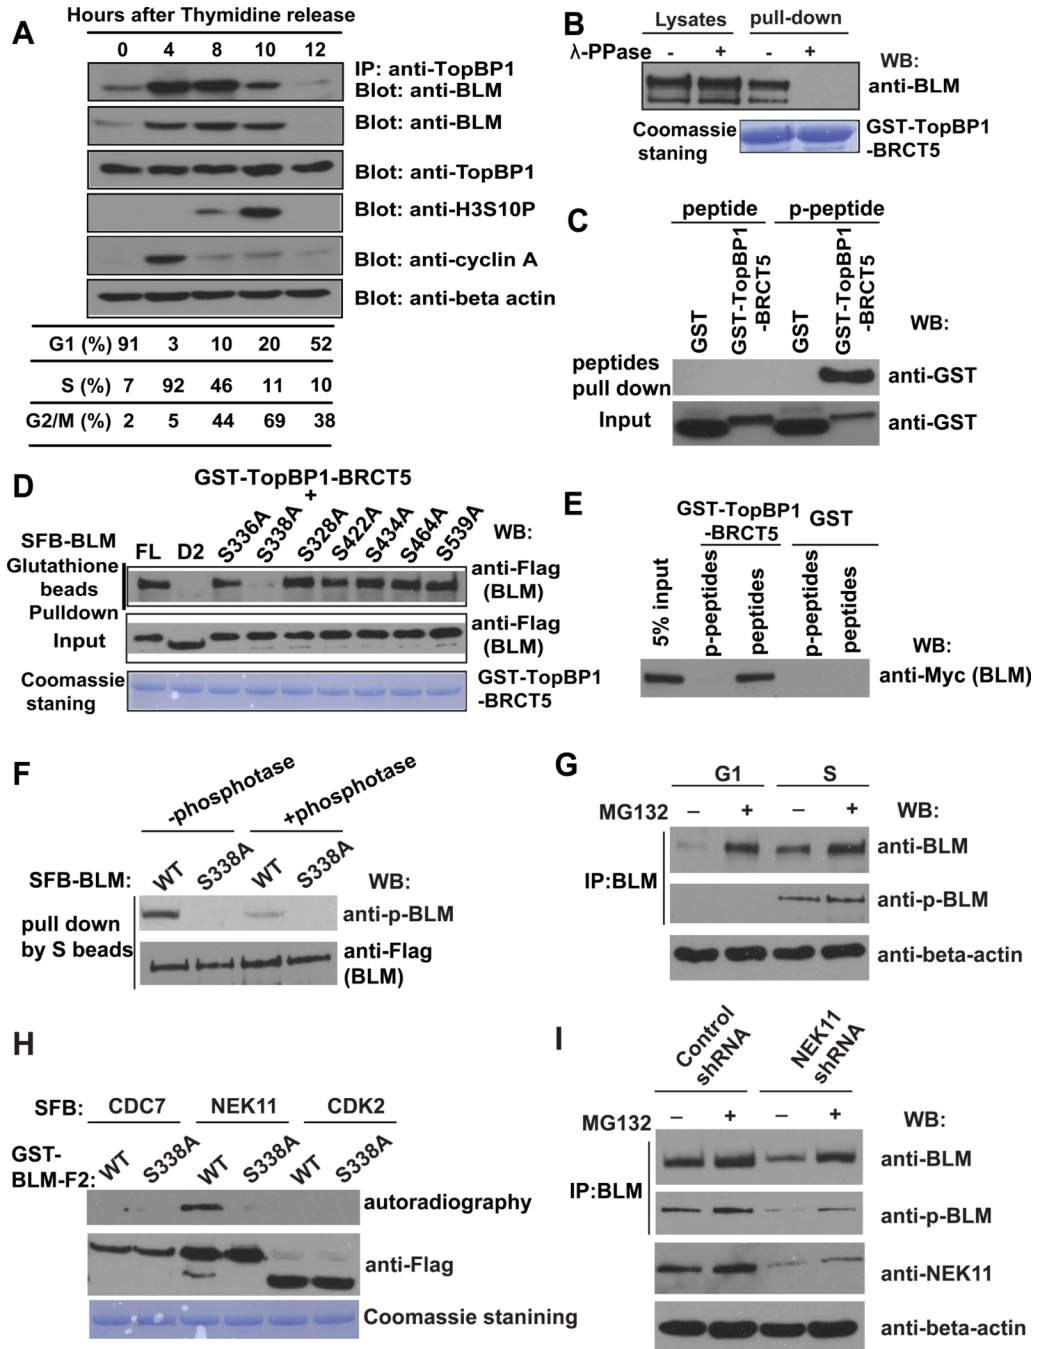 A
Hours after Thymidine release
0 4 8 10 12
IP: anti-TopBP1
Blot: anti-BLM
Blot: anti-BLM
Blot: anti-TopBP1
Blot: anti-H3S10P
Blot: anti-cyclin A
Blot: anti-beta actin
G1 (%) 91 3 10 20 52
S (%) 7 92 46 11 10
G2/M (%) 2 5 44 69 38
B
Lysates pull-down
λ-PPase - + - +
WB:
anti-BLM
Coomassie
staning
GST-TopBP1
-BRCT5
C
peptide p-peptide
GST
GST-TopBP1
-BRCT5
GST
GST-TopBP1
-BRCT5
WB:
peptides
pull down
anti-GST
Input
anti-GST
D
GST-TopBP1-BRCT5
+
SFB-BLM
FL D2 S336A S338A S328A S422A S434A S464A S539A
WB:
Glutathione
beads
Pulldown
anti-Flag
(BLM)
Input
anti-Flag
(BLM)
Coomassie
staning
GST-TopBP1
-BRCT5
E
GST-TopBP1
-BRCT5
GST
5% input
p-peptides
peptides
p-peptides
peptides
WB:
anti-Myc (BLM)
F
-phosphotase
+phosphotase
SFB-BLM: WT S338A WT S338A
WB:
pull down
by S beads
anti-p-BLM
anti-Flag
(BLM)
G
G1 S
MG132 – + – +
WB:
IP:BLM
anti-BLM
anti-p-BLM
anti-beta-actin
H
SFB: CDC7 NEK11 CDK2
GST-
BLM-F2: WT S338A WT S338A WT S338A
autoradiography
anti-Flag
Coomassie stanining
I
Control
shRNA
NEK11
shRNA
MG132 – + – +
WB:
IP:BLM
anti-BLM
anti-p-BLM
anti-NEK11
anti-beta-actin